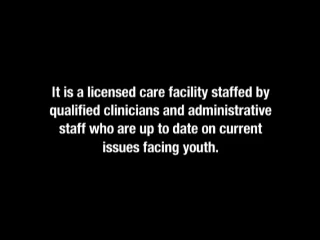 It is a licensed care facility staffed by
qualified clinicians and administrative
staff who are up to date on current
issues facing youth.